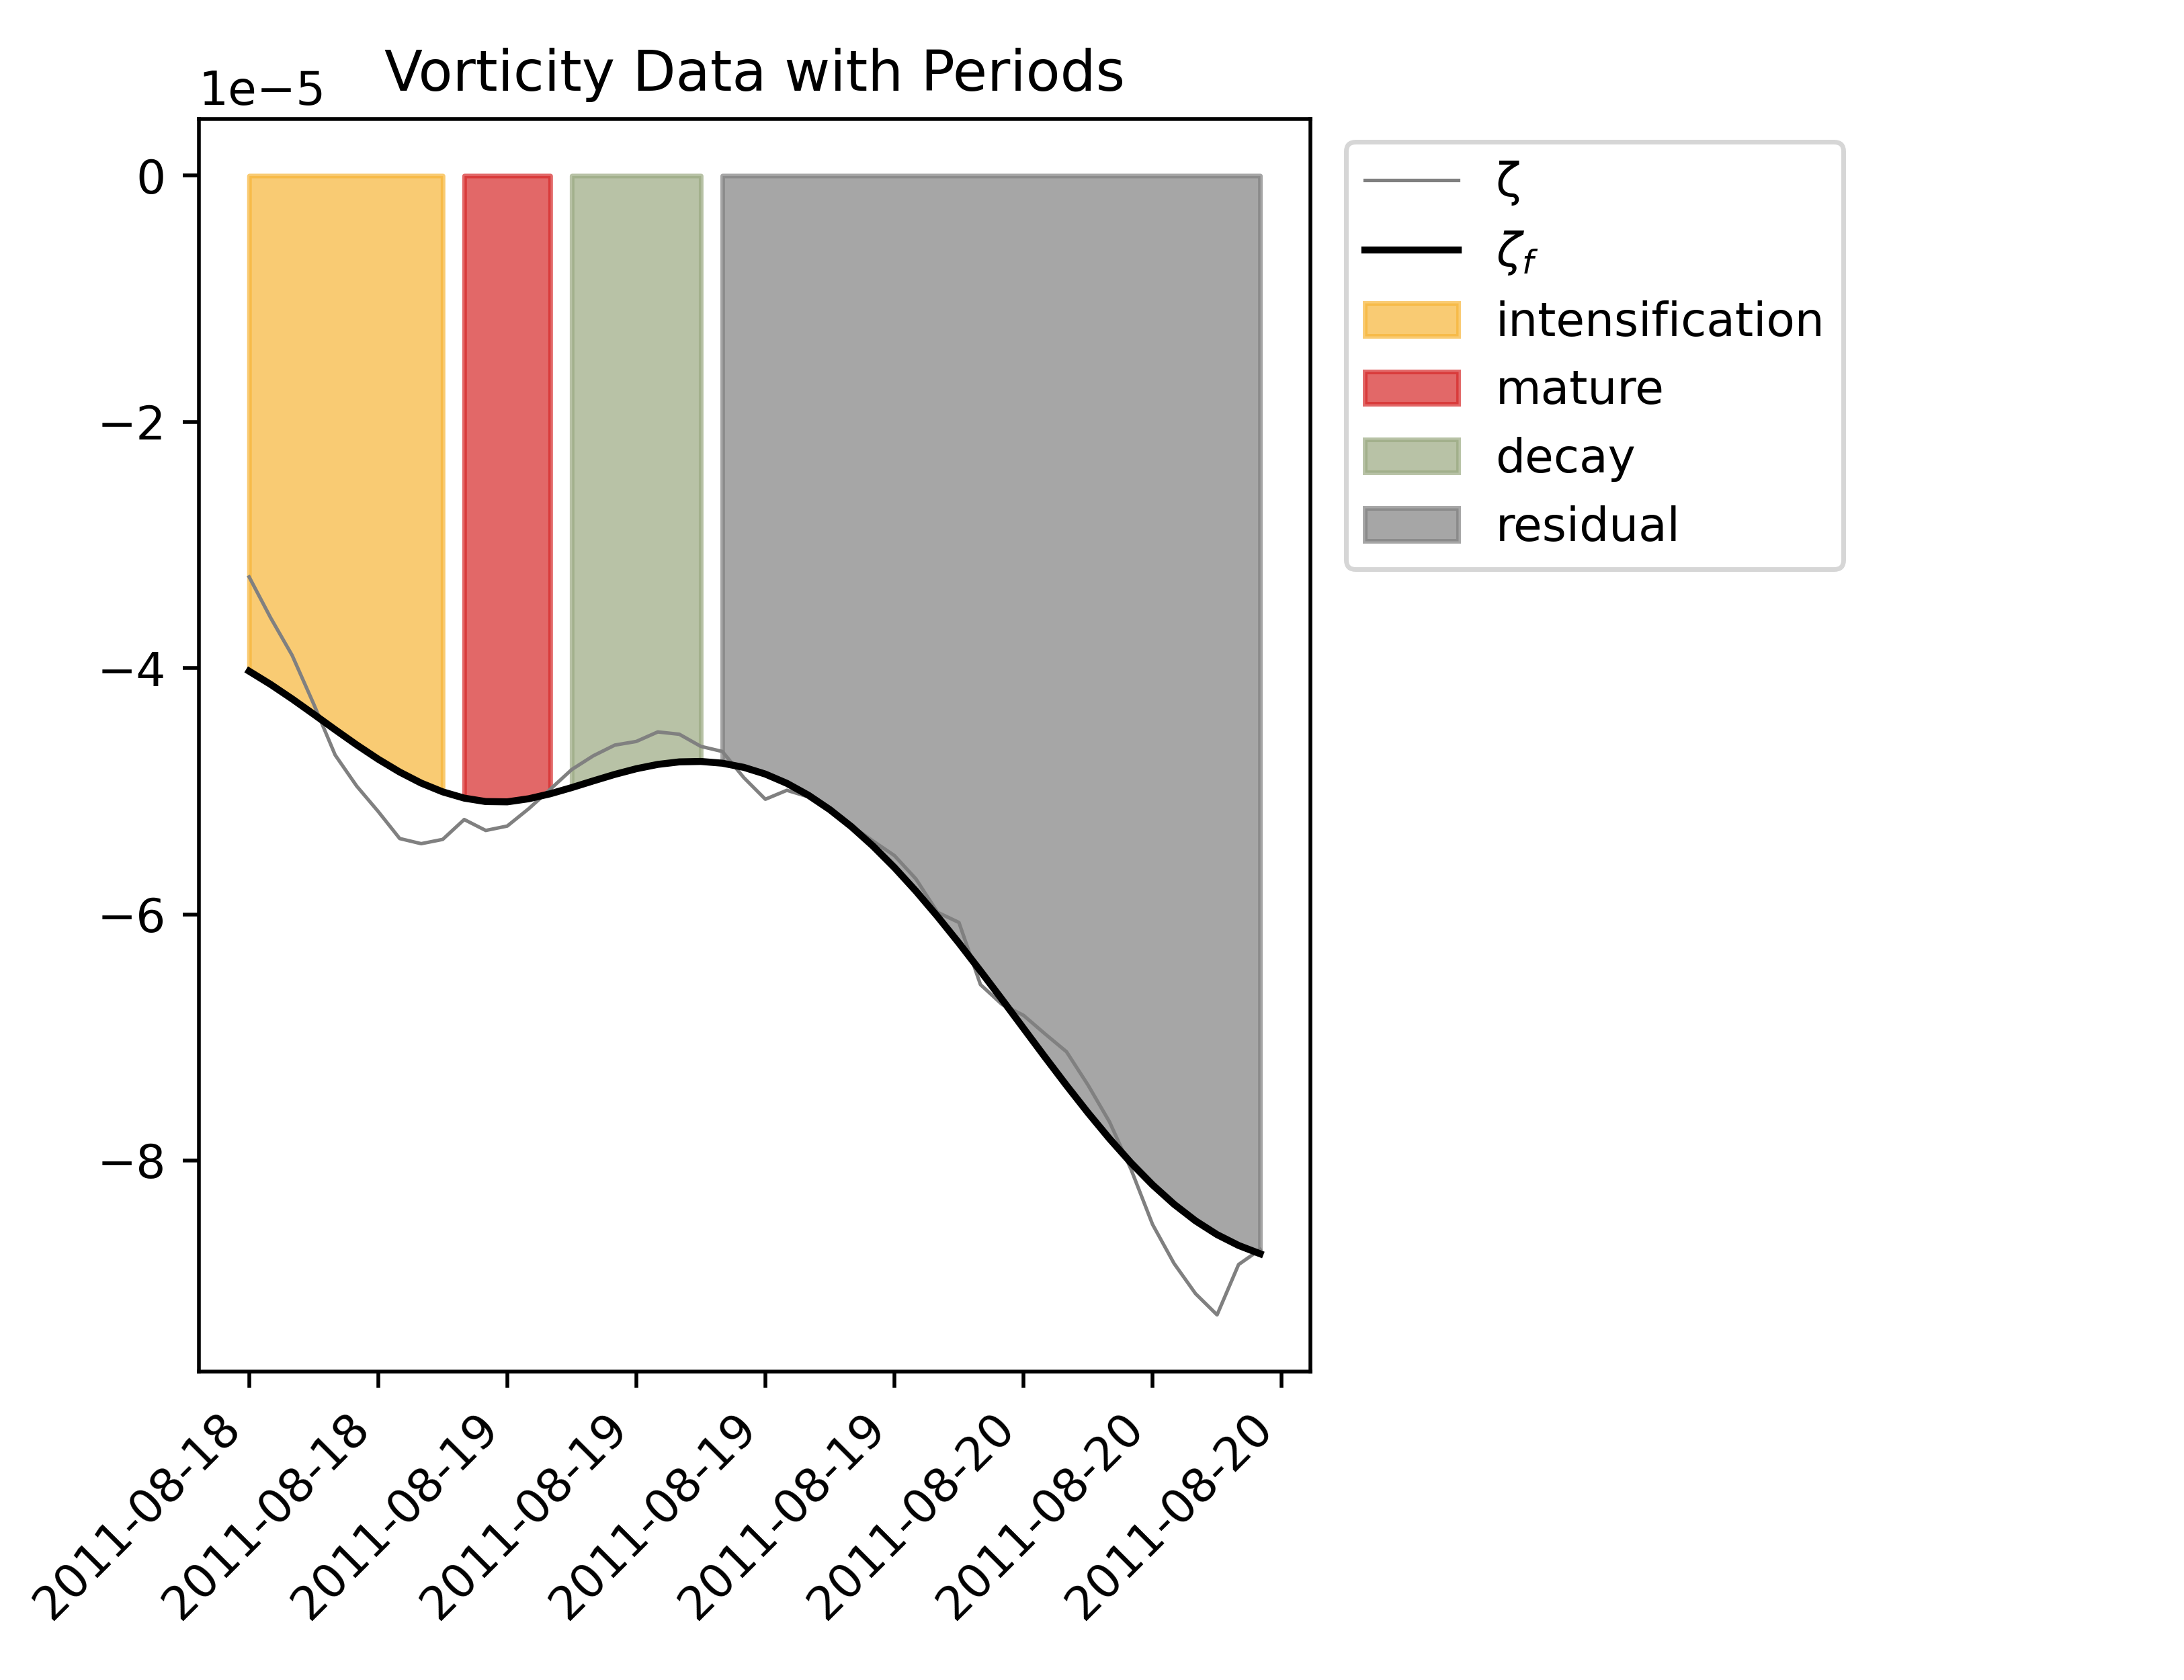 Vorticity Data with Periods
1e−5
0
−2
−4
−6
−8
2011-08-18
2011-08-18
2011-08-19
2011-08-19
2011-08-19
2011-08-19
2011-08-20
2011-08-20
2011-08-20
ζ
ζf
intensification
mature
decay
residual